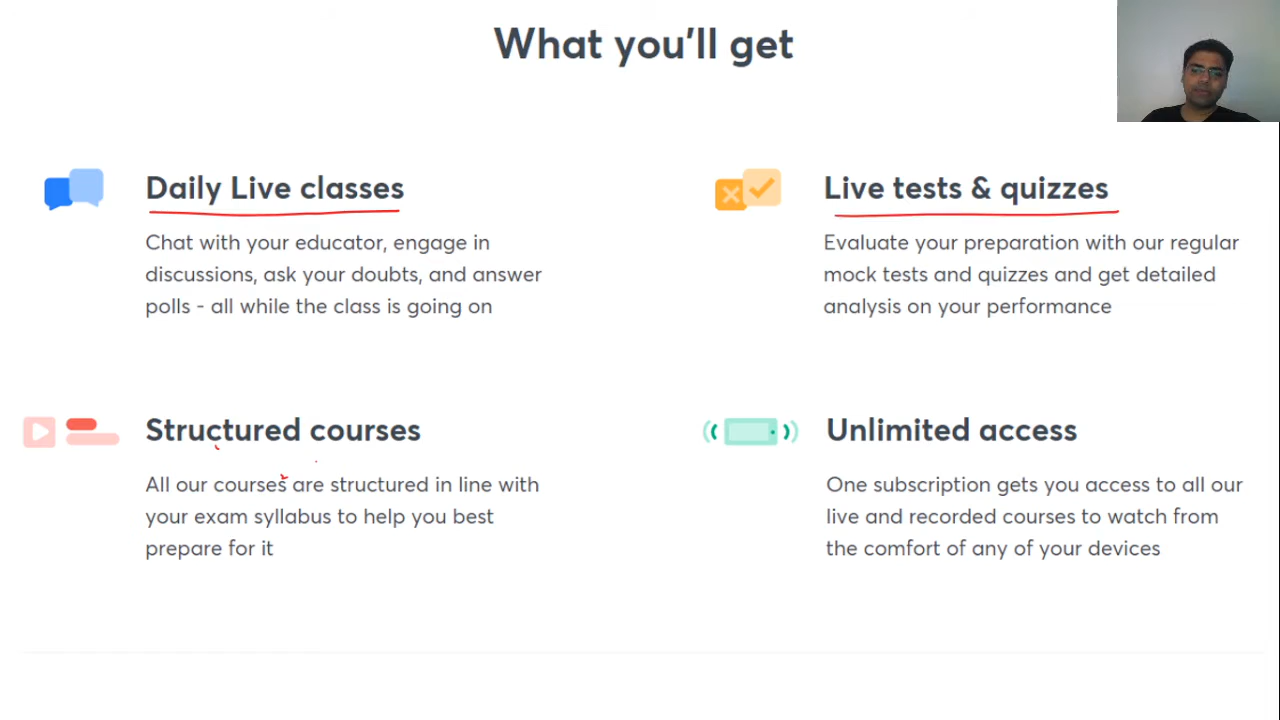 What you'll get
Daily Live classes
Chat with your educator, engage in
discussions, ask your doubts, and answer
polls - all while the class is going on
Live tests & quizzes
Evaluate your preparation with our regular
mock tests and quizzes and get detailed
analysis on your performance
Structured courses
All our courses are structured in line with
your exam syllabus to help you best
prepare for it
Unlimited access
One subscription gets you access to all our
live and recorded courses to watch from
the comfort of any of your devices